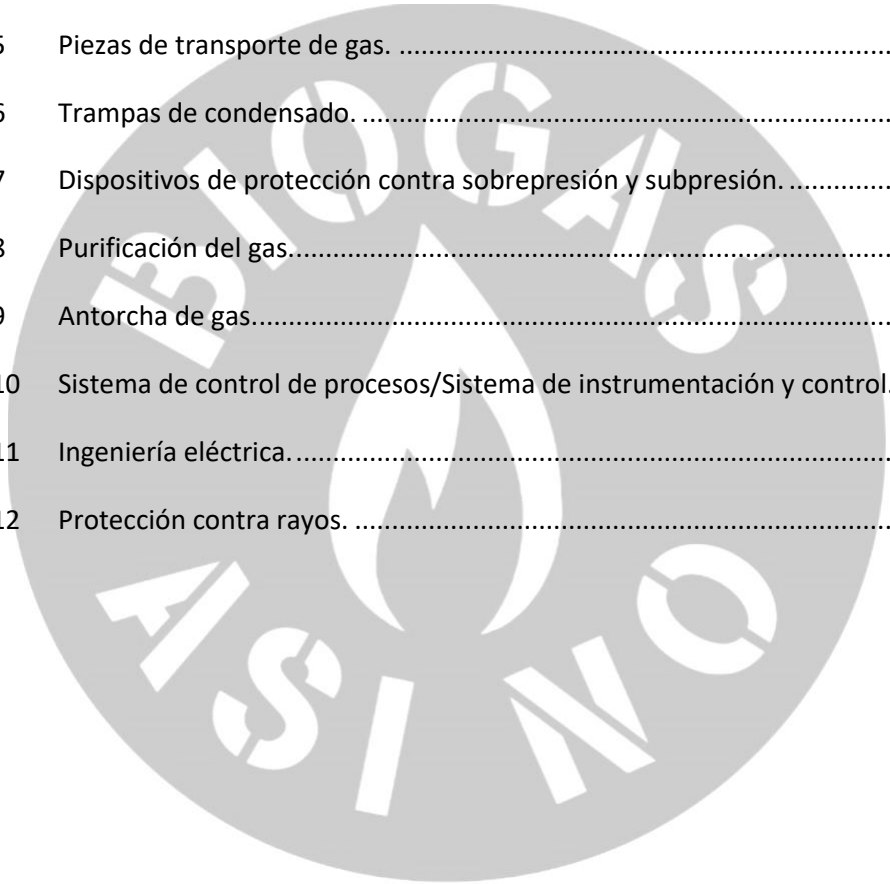 5 Piezas de transporte de gas. ..........................................................................
6 Trampas de condensado. ..............................................................................
7 Dispositivos de protección contra sobrepresión y subpresión. ..............
8 Purificación del gas..........................................................................................
9 Antorcha de gas...............................................................................................
10 Sistema de control de procesos/Sistema de instrumentación y control.
11 Ingeniería eléctrica. ........................................................................................
12 Protección contra rayos. ...............................................................................
BIOGAS
ASINO